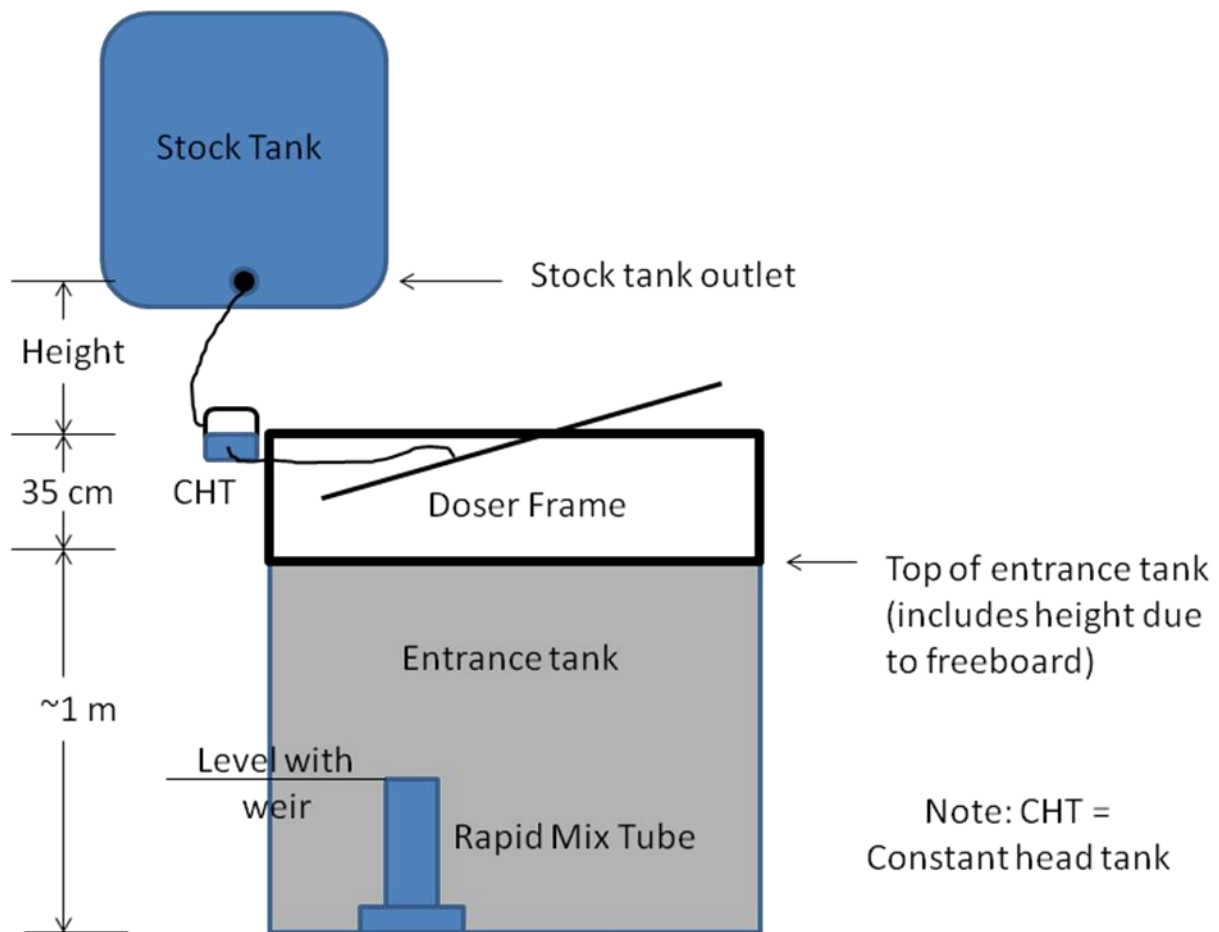 Stock Tank
Stock tank outlet
Height
35 cm
CHT
Doser Frame
Top of entrance tank
(includes height due
to freeboard)
Entrance tank
~1 m
Level with
weir
Rapid Mix Tube
Note: CHT =
Constant head tank